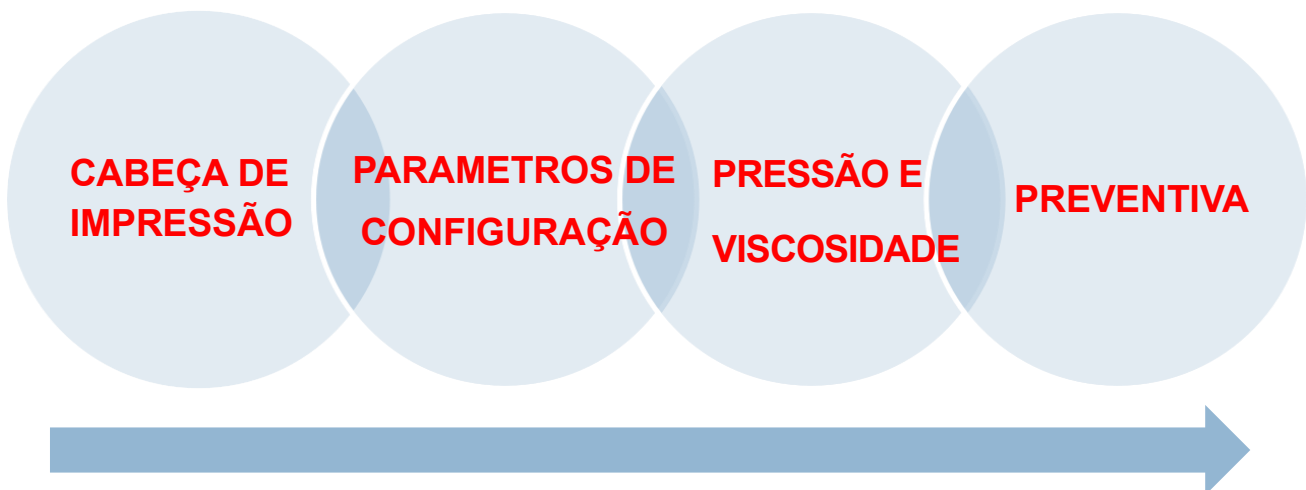 CABEÇA DE
IMPRESSÃO
PARAMETROS DE
CONFIGURAÇÃO
PRESSÃO E
VISCOSIDADE
PREVENTIVA